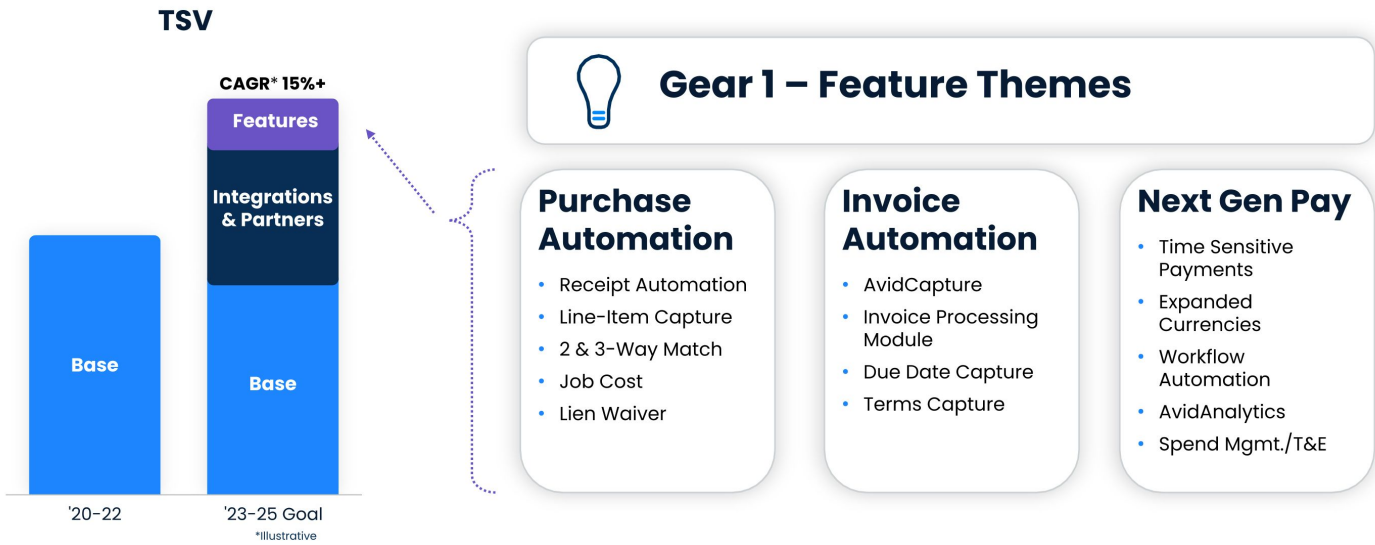 TSV
CAGR* 15%+
Features
Integrations
& Partners
Base
Base
'20-22
'23-25 Goal
*Illustrative
Gear 1 – Feature Themes
Purchase
Automation
• Receipt Automation
• Line-Item Capture
• 2 & 3-Way Match
• Job Cost
• Lien Waiver
Invoice
Automation
• AvidCapture
• Invoice Processing
Module
• Due Date Capture
• Terms Capture
Next Gen Pay
• Time Sensitive
Payments
• Expanded
Currencies
• Workflow
Automation
• AvidAnalytics
• Spend Mgmt./T&E